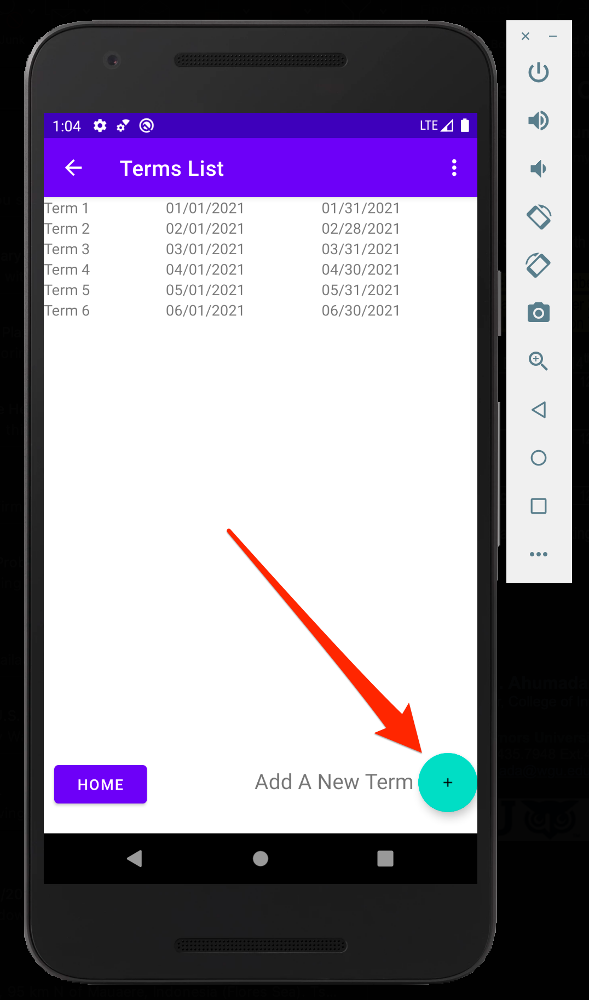 1:04 LTE
Terms List
Term 1 01/01/2021 01/31/2021
Term 2 02/01/2021 02/28/2021
Term 3 03/01/2021 03/31/2021
Term 4 04/01/2021 04/30/2021
Term 5 05/01/2021 05/31/2021
Term 6 06/01/2021 06/30/2021
HOME Add A New Term +